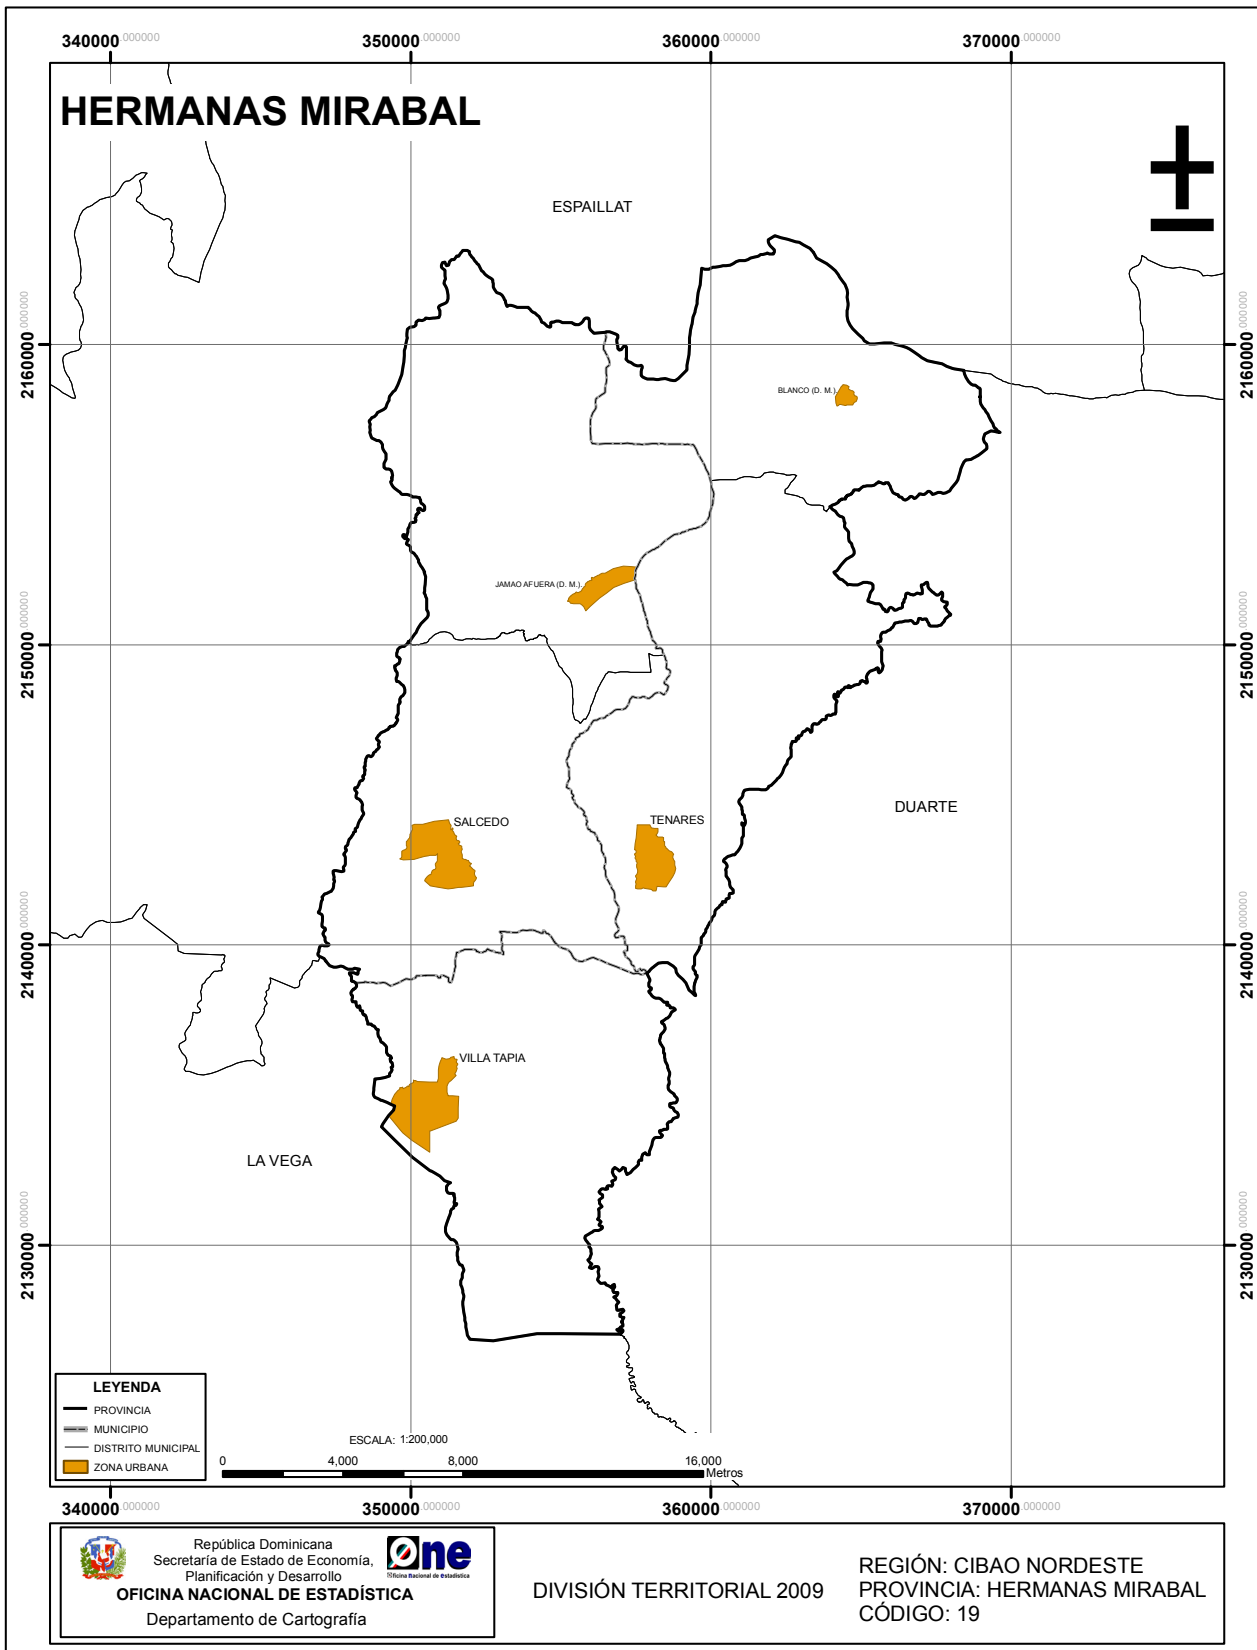 340000.000000 350000.000000 360000.000000 370000.000000
HERMANAS MIRABAL
ESPAILLAT
2160000.000000
2160000.000000
BLANCO (D. M.)
JAMAO AFUERA (D. M.)
2150000.000000
2150000.000000
DUARTE
SALCEDO
TENARES
2140000.000000
2140000.000000
VILLA TAPIA
LA VEGA
2130000.000000
2130000.000000
LEYENDA
PROVINCIA
MUNICIPIO
DISTRITO MUNICIPAL
ZONA URBANA
ESCALA: 1:200,000
0 4,000 8,000 16,000
Metros
340000.000000 350000.000000 360000.000000 370000.000000
República Dominicana
Secretaría de Estado de Economía,
Planificación y Desarrollo
OFICINA NACIONAL DE ESTADÍSTICA
Departamento de Cartografía
One
Oficina Nacional de Estadística
DIVISIÓN TERRITORIAL 2009
REGIÓN: CIBAO NORDESTE
PROVINCIA: HERMANAS MIRABAL
CÓDIGO: 19